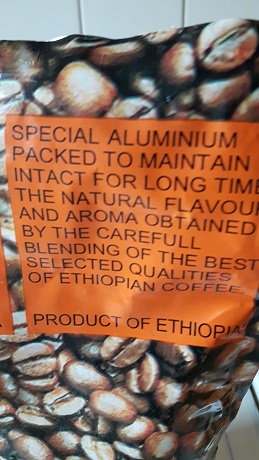 SPECIAL ALUMINIUM
PACKED TO MAINTAIN
INTACT FOR LONG TIME
THE NATURAL FLAVOUR
AND AROMA OBTAINED
BY THE CAREFULL
BLENDING OF THE BEST
SELECTED QUALITIES
OF ETHIOPIAN COFFEE.
PRODUCT OF ETHIOPIA